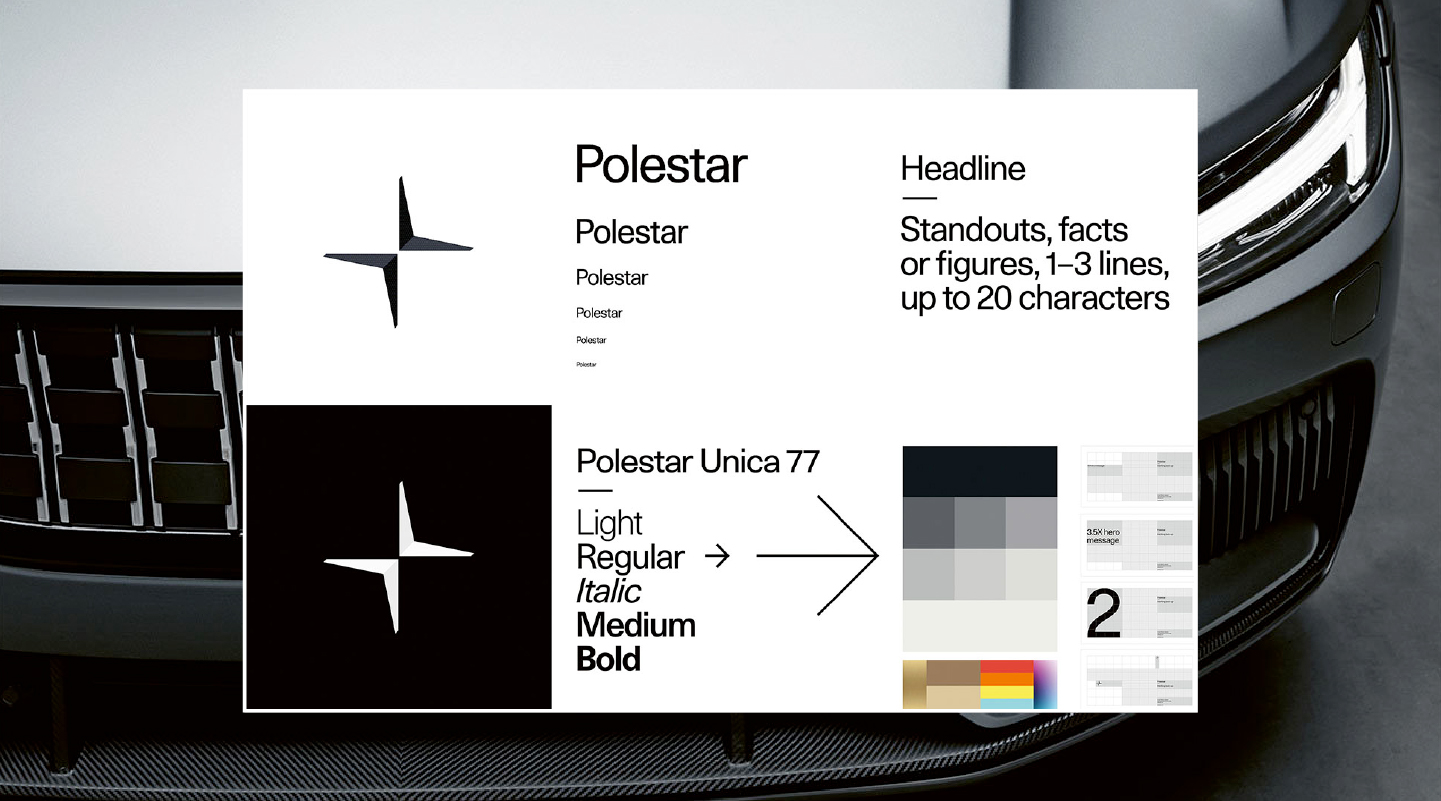 Polestar
Polestar
Polestar
Polestar
Polestar
Polestar
Headline
Standouts, facts
or figures, 1–3 lines,
up to 20 characters
Polestar Unica 77
Light
Regular
Italic
Medium
Bold
3.5X hero
message
2